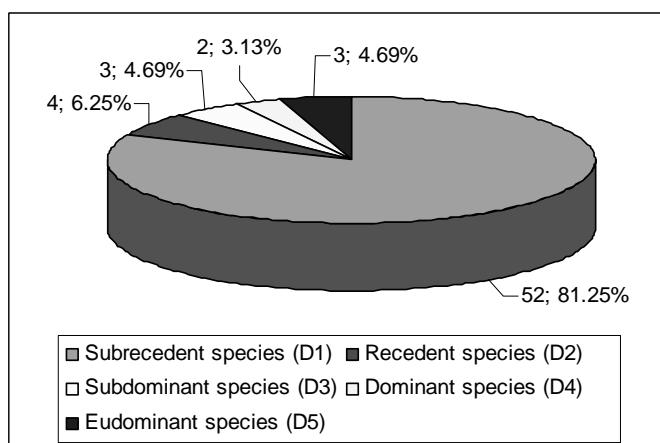 2; 3.13%
3; 4.69%
3; 4.69%
4; 6.25%
52; 81.25%
Subrecedent species (D1) Recedent species (D2)
Subdominant species (D3) Dominant species (D4)
Eudominant species (D5)